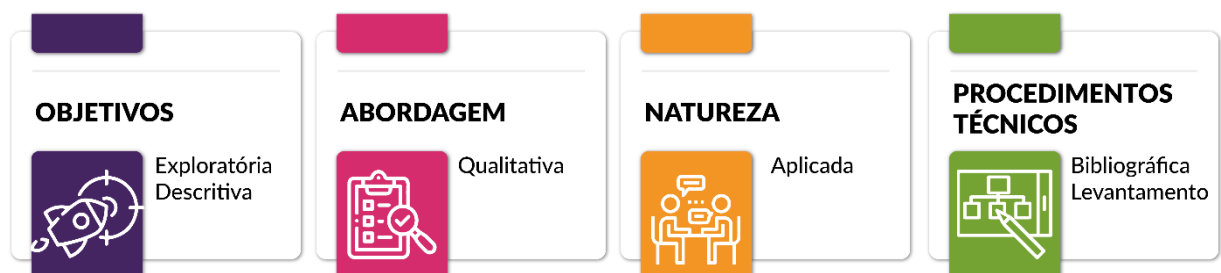 OBJETIVOS
Exploratória
Descritiva
ABORDAGEM
Qualitativa
NATUREZA
Aplicada
PROCEDIMENTOS
TÉCNICOS
Bibliográfica
Levantamento